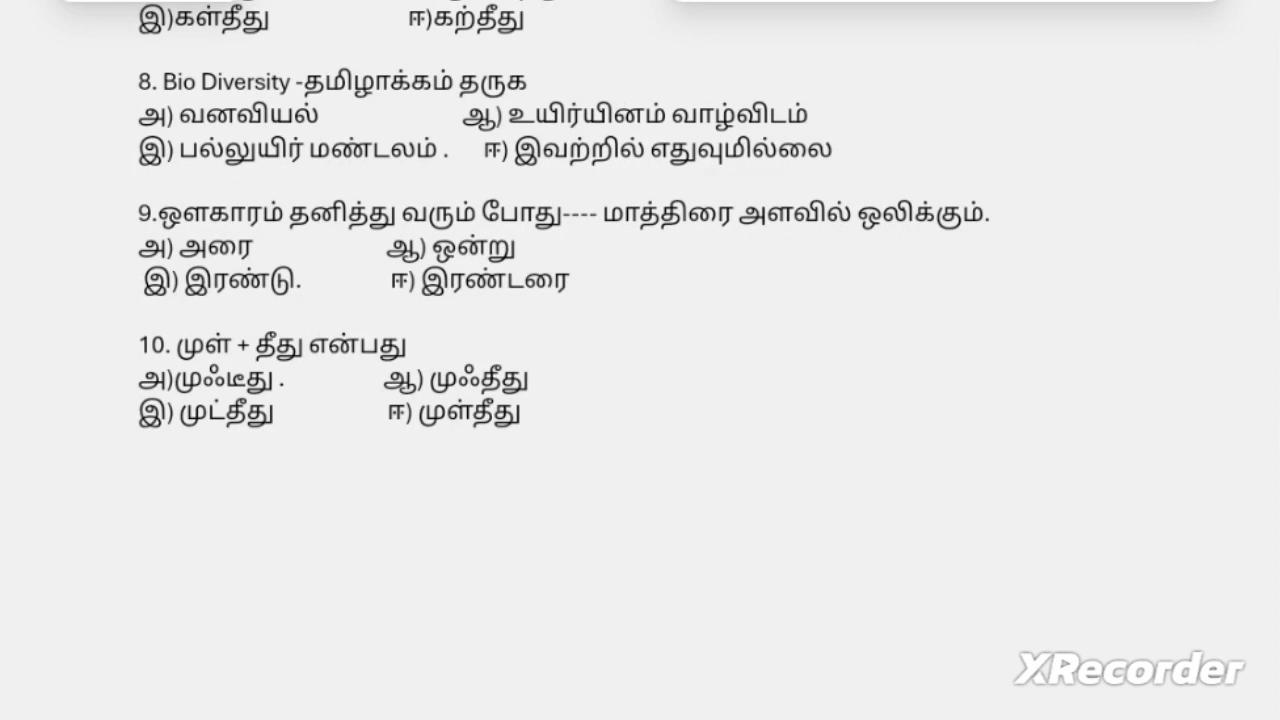 இ)கள்தீது ஈ)கற்தீது
8. Bio Diversity -தமிழாக்கம் தருக
அ) வனவியல் ஆ) உயிர்யினம் வாழ்விடம்
இ) பல்லுயிர் மண்டலம் . ஈ) இவற்றில் எதுவுமில்லை
9.ஔகாரம் தனித்து வரும் போது---- மாத்திரை அளவில் ஒலிக்கும்.
அ) அரை ஆ) ஒன்று
இ) இரண்டு. ஈ) இரண்டரை
10. முள் + தீது என்பது
அ)முஃடீது . ஆ) முஃதீது
இ) முட்தீது ஈ) முள்தீது
XRecorder